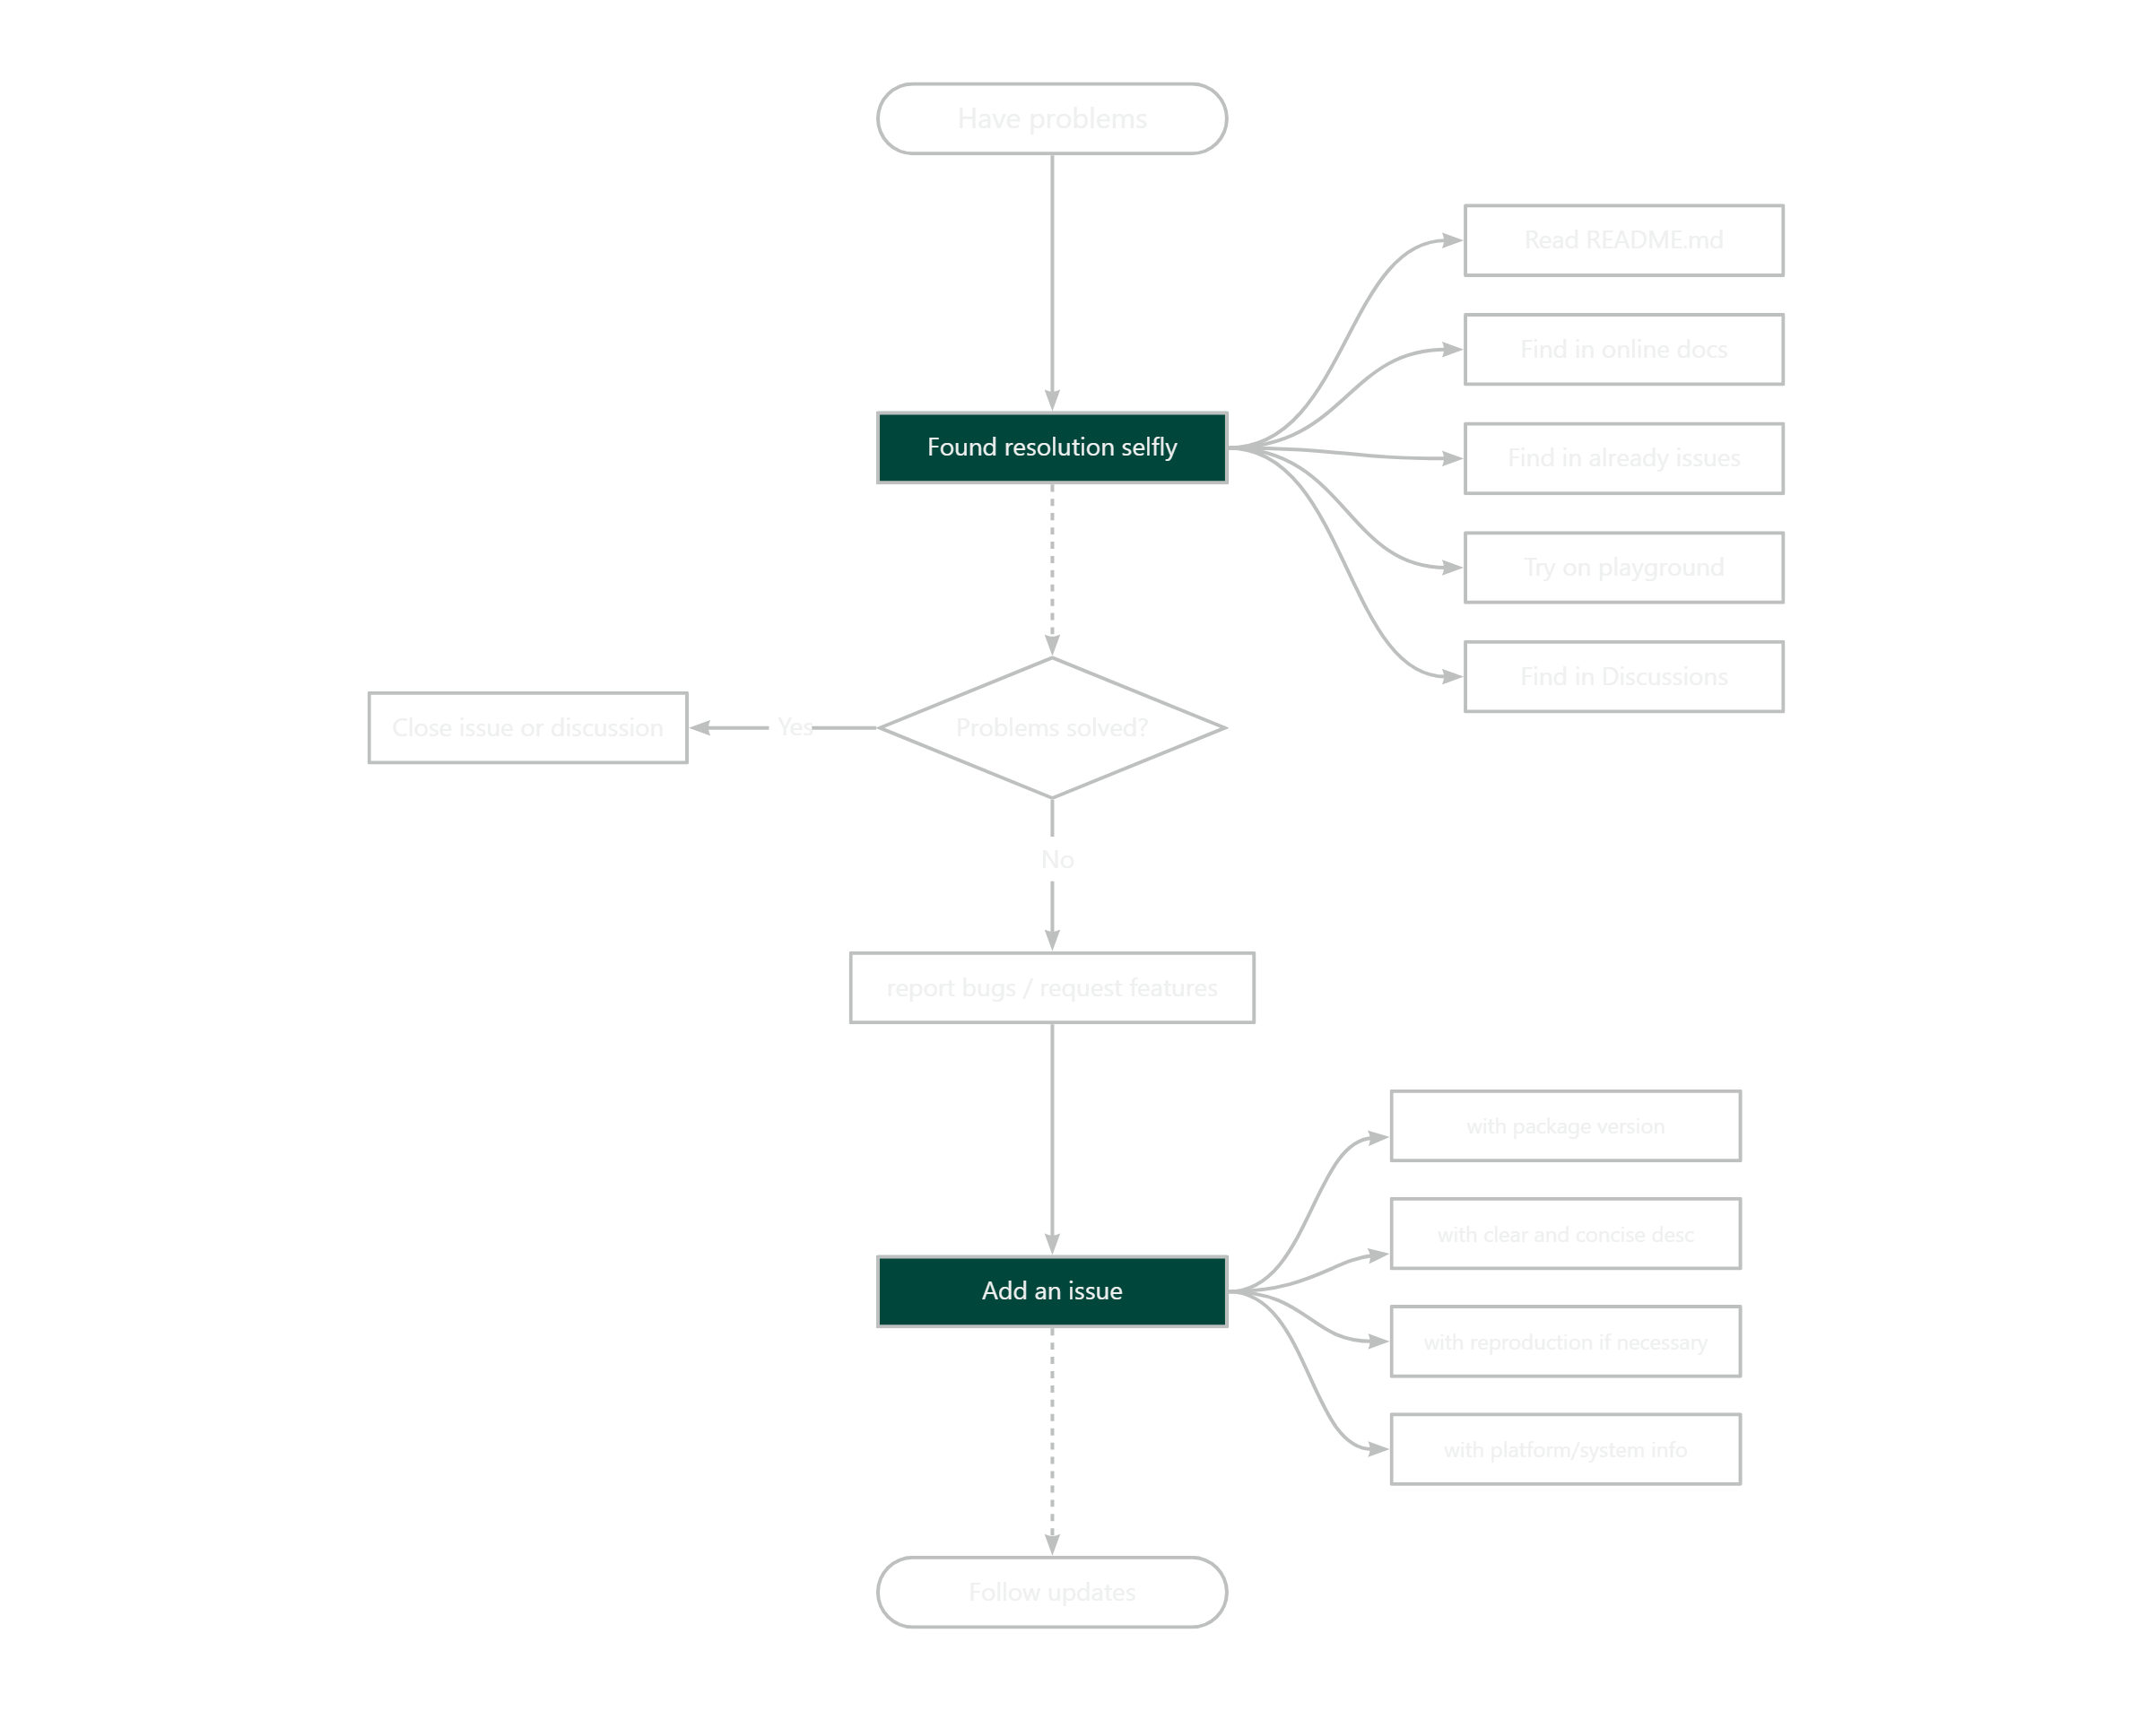 Have problems
Read README.md
Find in online docs
Found resolution selfly
Find in already issues
Try on playground
Find in Discussions
Close issue or discussion
Yes
Problems solved?
No
report bugs / request features
with package version
with clear and concise desc
Add an issue
with reproduction if necessary
with platform/system info
Follow updates